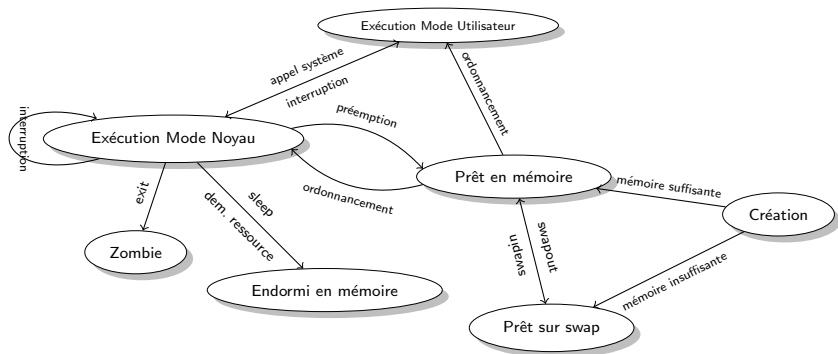 Exécution Mode Utilisateur
appel système
interruption
ordonnancement
interruption
Exécution Mode Noyau
préemption
ordonnancement
Prêt en mémoire
mémoire suffisante
Création
exit
sleep
dem. ressource
swapout
swapin
Zombie
Endormi en mémoire
mémoire insuffisante
Prêt sur swap